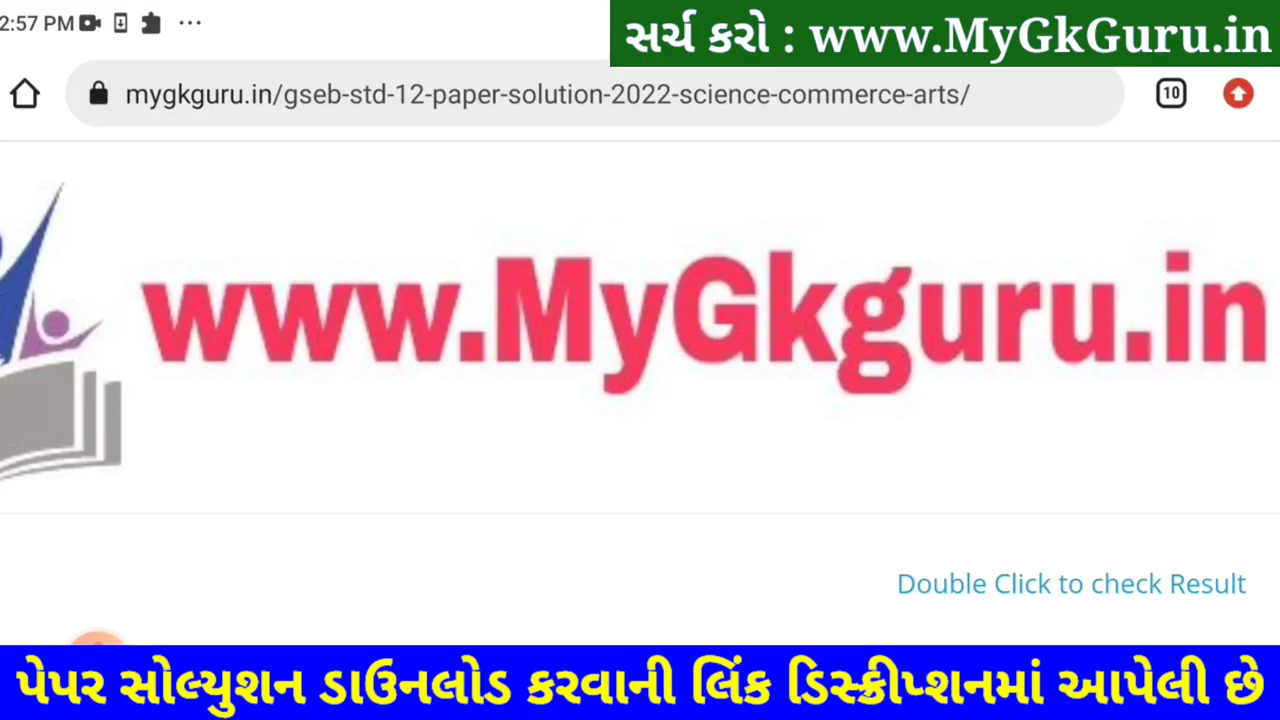 2:57 PM
સર્ચ કરો : www.MyGkGuru.in
mygkguru.in/gseb-std-12-paper-solution-2022-science-commerce-arts/
10
www.MyGkguru.in
Double Click to check Result
પેપર સોલ્યુશન ડાઉનલોડ કરવાની લિંક ડિસ્ક્રીપ્શનમાં આપેલી છે